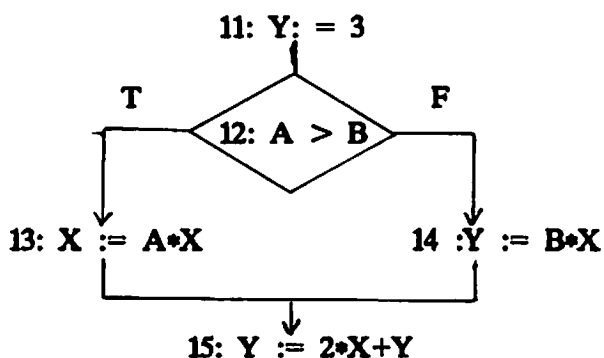 11: Y: = 3
T
F
12: A > B
13: X := A*X
14 :Y := B*X
15: Y := 2*X+Y